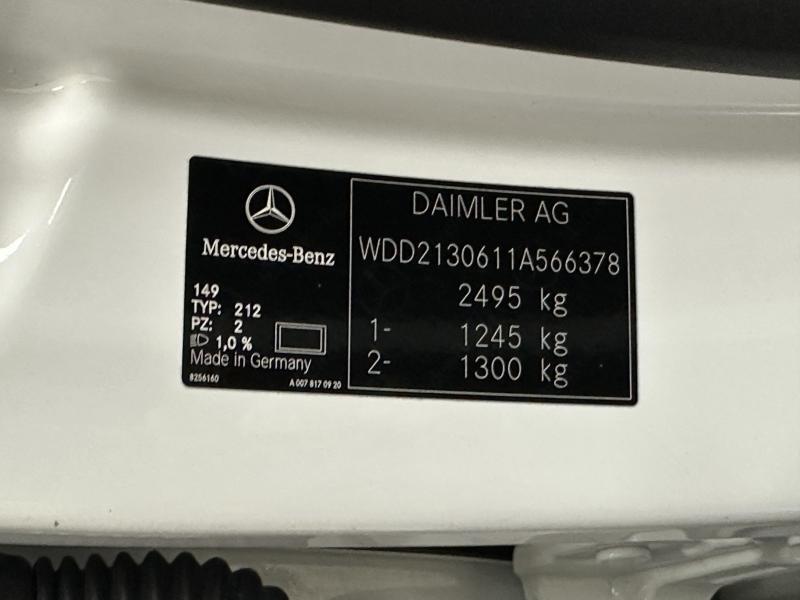 Mercedes-Benz
149
TYP: 212
PZ: 2
1,0 %
Made in Germany
8256160
A 007 817 09 20
DAIMLER AG
WDD2130611A566378
2495 kg
1- 1245 kg
2- 1300 kg